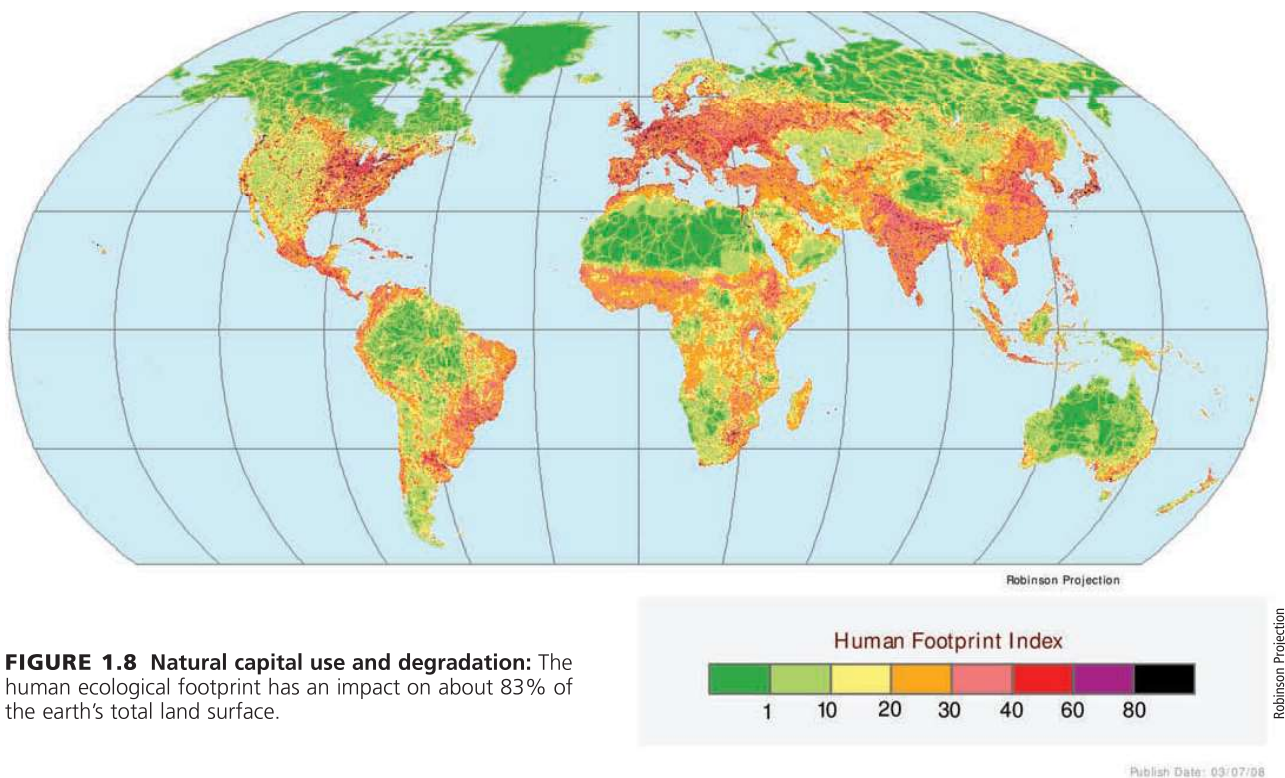 Robinson Projection
FIGURE 1.8 Natural capital use and degradation: The
human ecological footprint has an impact on about 83% of
the earth's total land surface.
Human Footprint Index
1 10 20 30 40 60 80
Robinson Projection
Publish Date: 03/07/08